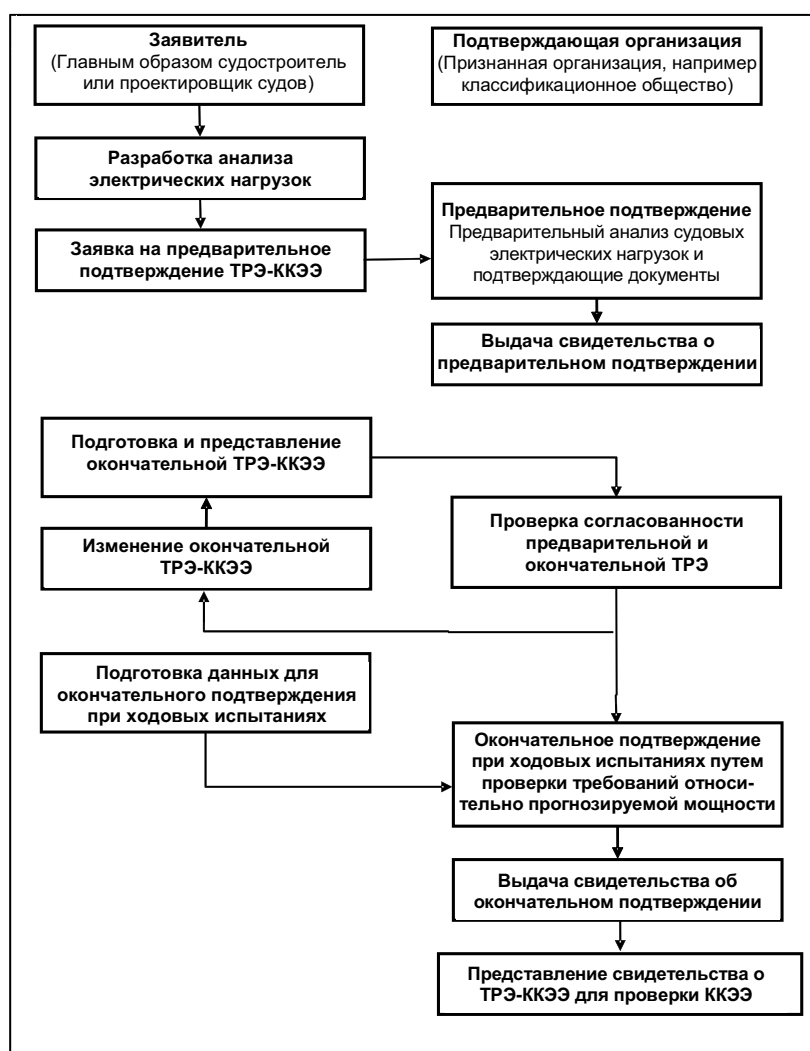 Заявитель
(Главным образом судостроитель
или проектировщик судов)
Подтверждающая организация
(Признанная организация, например
классификационное общество)
Разработка анализа
электрических нагрузок
Заявка на предварительное
подтверждение ТРЭ-ККЭЭ
Предварительное подтверждение
Предварительный анализ судовых
электрических нагрузок и
подтверждающие документы
Выдача свидетельства о
предварительном подтверждении
Подготовка и представление
окончательной ТРЭ-ККЭЭ
Изменение окончательной
ТРЭ-ККЭЭ
Проверка согласованности
предварительной и
окончательной ТРЭ
Подготовка данных для
окончательного подтверждения
при ходовых испытаниях
Окончательное подтверждение
при ходовых испытаниях путем
проверки требований относи-
тельно прогнозируемой мощности
Выдача свидетельства об
окончательном подтверждении
Представление свидетельства о
ТРЭ-ККЭЭ для проверки ККЭЭ